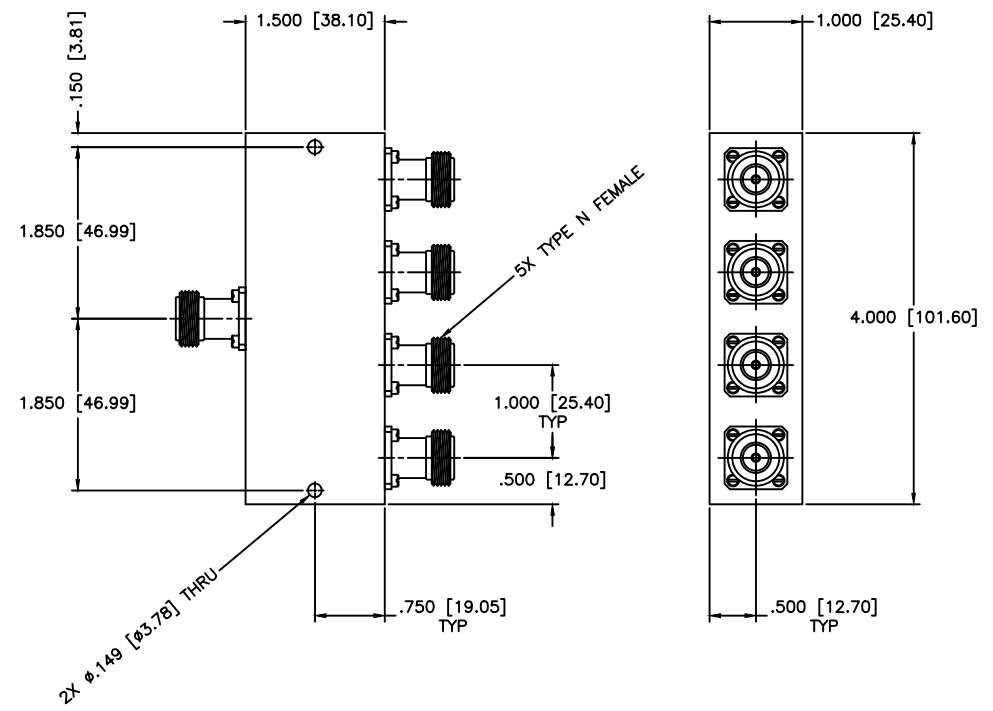 1.500 [38.10]
1.000 [25.40]
.150 [3.81]
1.850 [46.99]
5X TYPE N FEMALE
4.000 [101.60]
1.850 [46.99]
1.000 [25.40]
TYP
.500 [12.70]
2X ø.149 [ø3.78] THRU
.750 [19.05]
TYP
.500 [12.70]
TYP